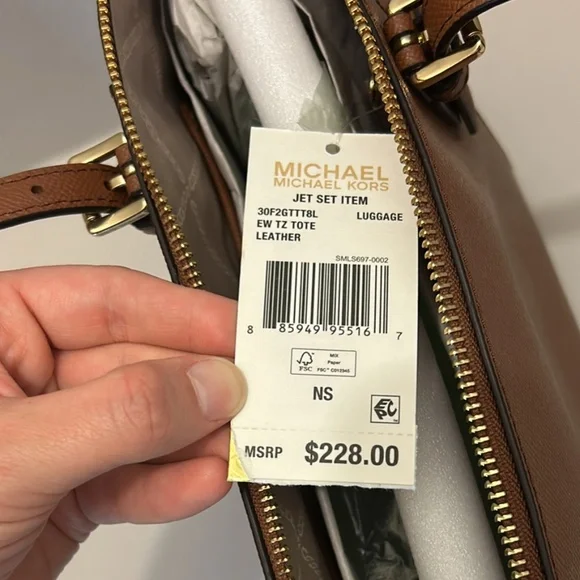 MICHAEL
MICHAEL KORS
JET SET ITEM
30F2GTTT8L LUGGAGE
EW TZ TOTE
LEATHER
SMLS697-0002
8 85949 95516 7
FSC
MIX
Paper
FSC® C012945
NS
MSRP $228.00